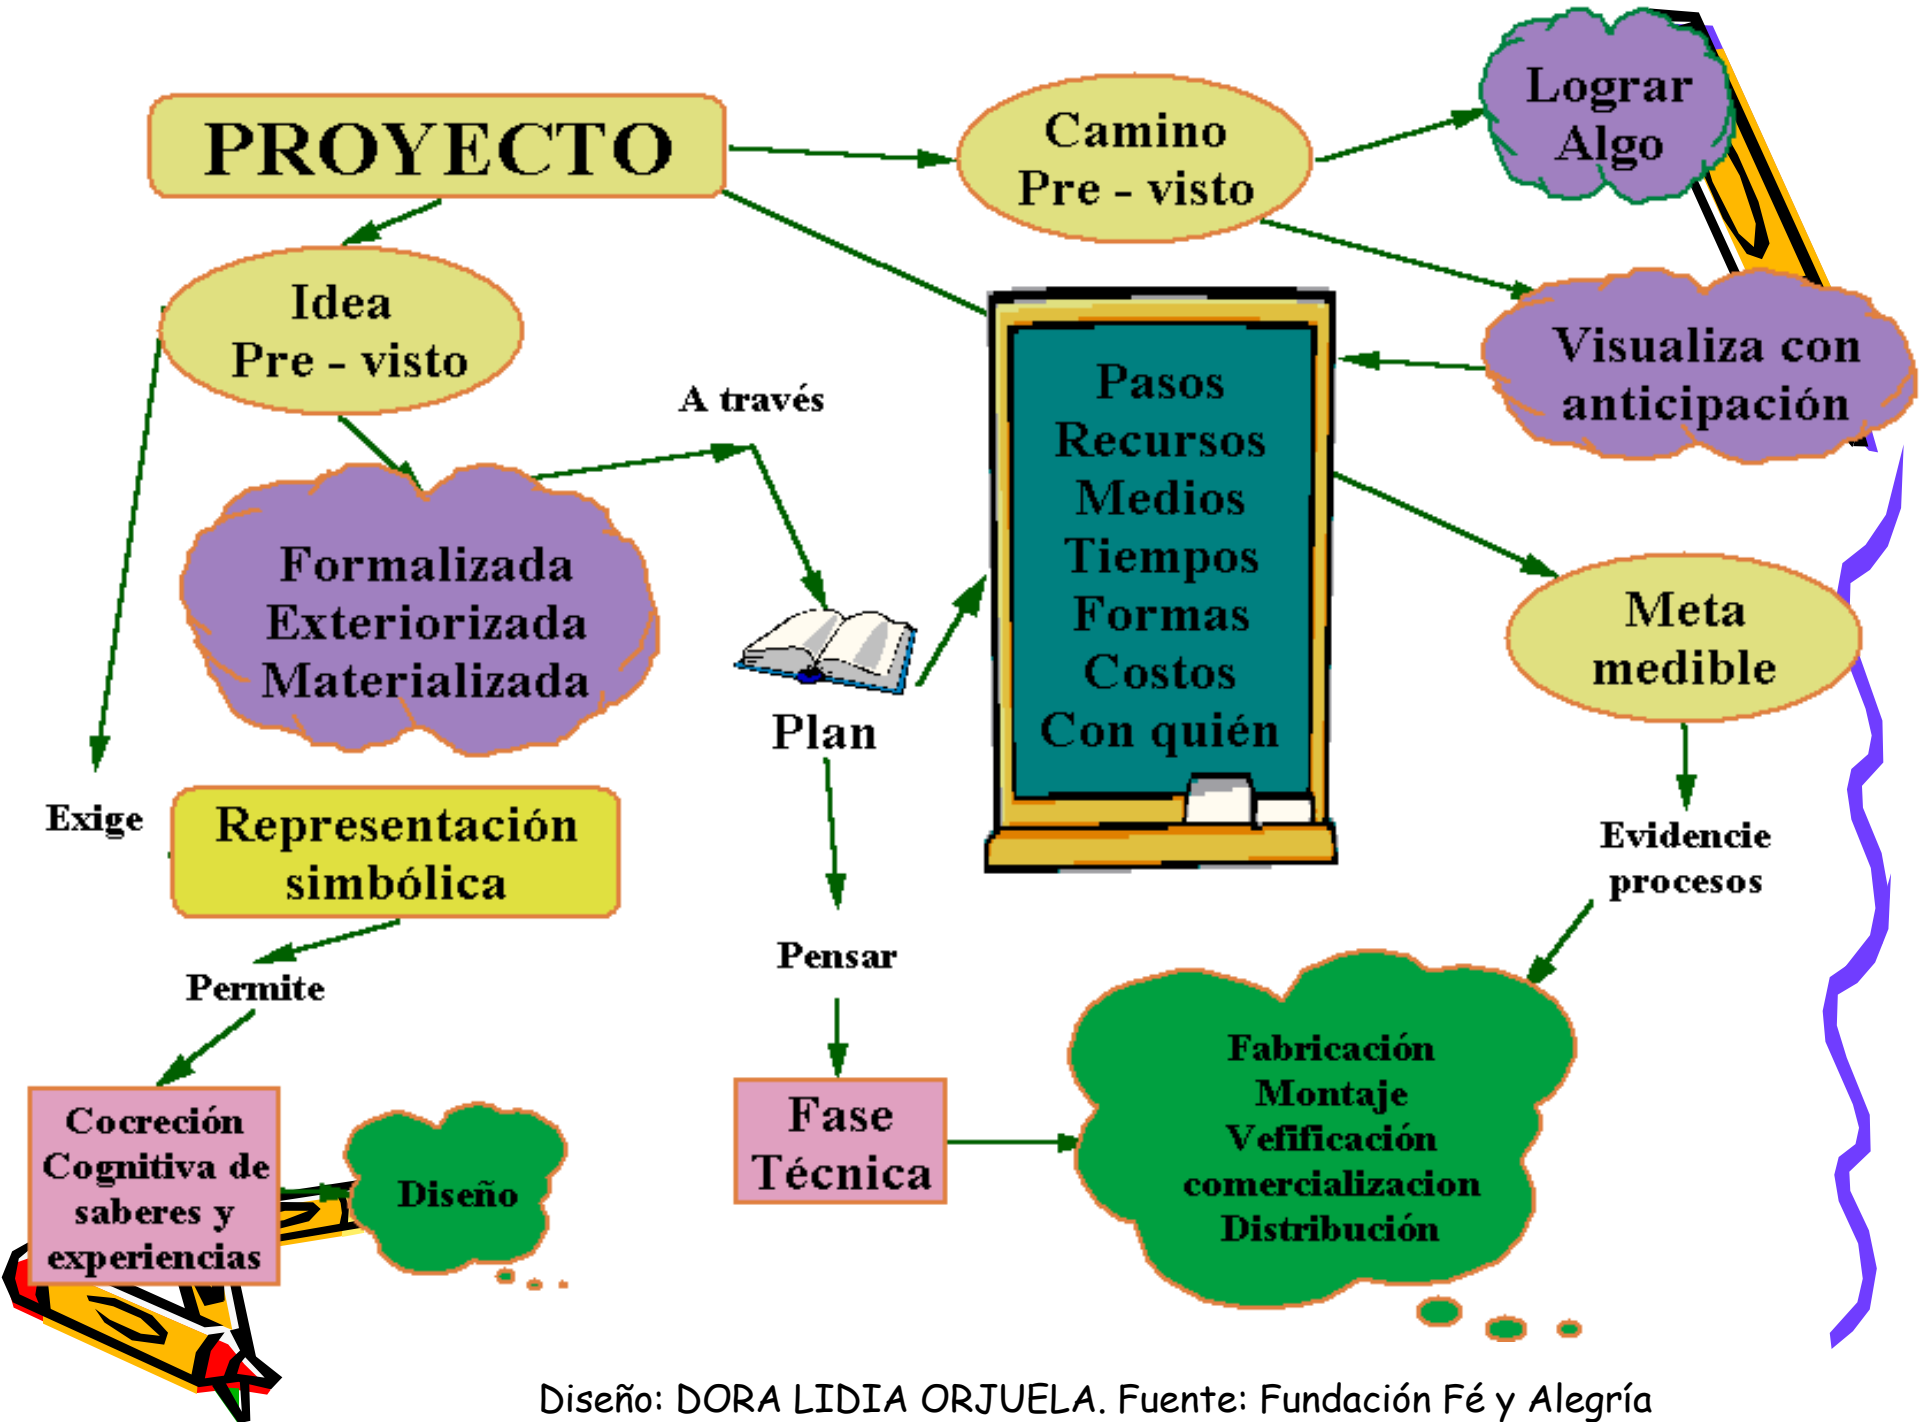 PROYECTO
Camino
Pre - visto
Lograr
Algo
Idea
Pre - visto
Visualiza con
anticipación
A través
Pasos
Recursos
Medios
Tiempos
Formas
Costos
Con quién
Formalizada
Exteriorizada
Materializada
Meta
medible
Plan
Exige
Representación
simbólica
Evidencie
procesos
Pensar
Permite
Fase
Técnica
Fabricación
Montaje
Vefificación
comercializacion
Distribución
Cocreción
Cognitiva de
saberes y
experiencias
Diseño
Diseño: DORA LIDIA ORJUELA. Fuente: Fundación Fé y Alegría